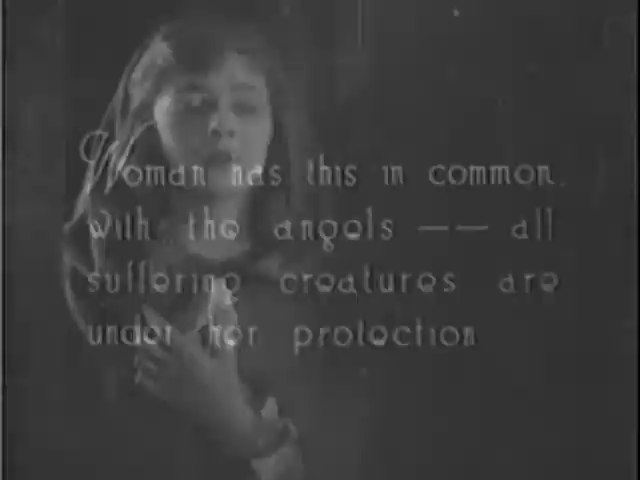 Woman has this in common
with the angels —— all
suffering creatures are
under her protection